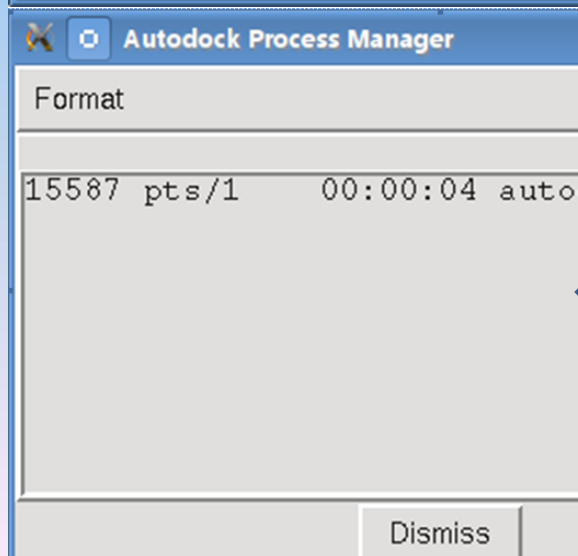 Autodock Process Manager
Format
15587 pts/1 00:00:04 auto
Dismiss